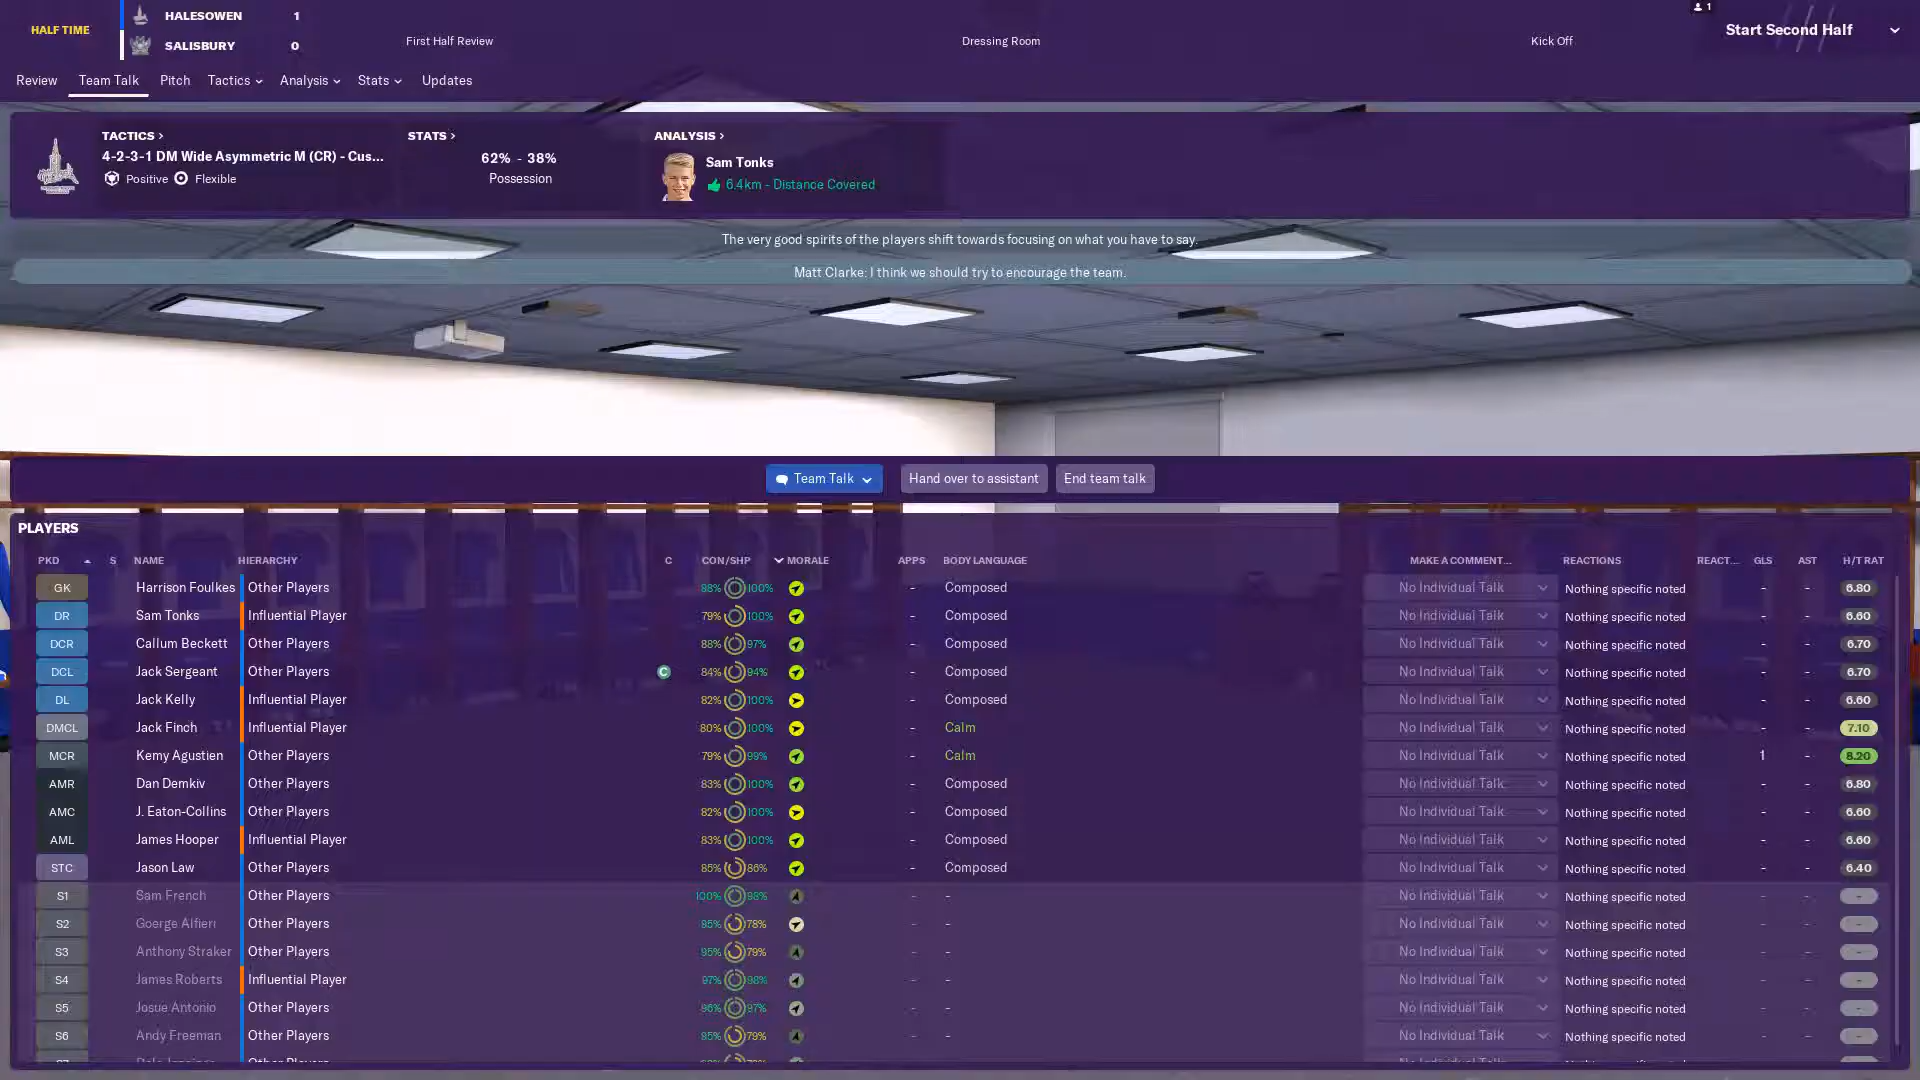 HALF TIME
HALESOWEN 1
SALISBURY 0
First Half Review
Dressing Room
Kick Off
1
Start Second Half
Review Team Talk Pitch Tactics Analysis Stats Updates
TACTICS >
4-2-3-1 DM Wide Asymmetric M (CR) - Cus...
Positive Flexible
STATS >
62% - 38%
Possession
ANALYSIS >
Sam Tonks
6.4km - Distance Covered
The very good spirits of the players shift towards focusing on what you have to say.
Matt Clarke: I think we should try to encourage the team.
Team Talk Hand over to assistant End team talk
PLAYERS
PKD S NAME HIERARCHY C CON/SHP MORALE APPS BODY LANGUAGE MAKE A COMMENT... REACTIONS REACT... GLS AST H/T RAT
GK Harrison Foulkes Other Players 88% 100% - Composed No Individual Talk Nothing specific noted - - 6.80
DR Sam Tonks Influential Player 79% 100% - Composed No Individual Talk Nothing specific noted - - 6.60
DCR Callum Beckett Other Players 88% 97% - Composed No Individual Talk Nothing specific noted - - 6.70
DCL Jack Sergeant Other Players C 84% 94% - Composed No Individual Talk Nothing specific noted - - 6.70
DL Jack Kelly Influential Player 82% 100% - Composed No Individual Talk Nothing specific noted - - 6.60
DMCL Jack Finch Influential Player 80% 100% - Calm No Individual Talk Nothing specific noted - - 7.10
MCR Kemy Agustien Other Players 79% 99% - Calm No Individual Talk Nothing specific noted 1 - 8.20
AMR Dan Demkiv Other Players 83% 100% - Composed No Individual Talk Nothing specific noted - - 6.80
AMC J. Eaton-Collins Other Players 82% 100% - Composed No Individual Talk Nothing specific noted - - 6.60
AML James Hooper Influential Player 83% 100% - Composed No Individual Talk Nothing specific noted - - 6.60
STC Jason Law Other Players 85% 86% - Composed No Individual Talk Nothing specific noted - - 6.40
S1 Sam French Other Players 100% 98% - - No Individual Talk Nothing specific noted - - -
S2 Goerge Alfieri Other Players 95% 78% - - No Individual Talk Nothing specific noted - - -
S3 Anthony Straker Other Players 95% 79% - - No Individual Talk Nothing specific noted - - -
S4 James Roberts Influential Player 97% 98% - - No Individual Talk Nothing specific noted - - -
S5 Josue Antonio Other Players 96% 97% - - No Individual Talk Nothing specific noted - - -
S6 Andy Freeman Other Players 95% 79% - - No Individual Talk Nothing specific noted - - -
Other Players No Individual Talk Nothing specific noted